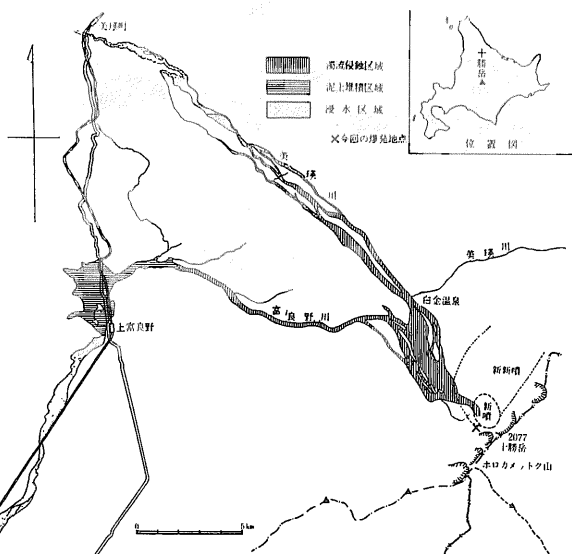 美瑛町
濁流侵蝕区域
泥土堆積区域
浸水区域
×今回の爆発地点
十勝岳
位置図
美瑛川
美瑛川
白金温泉
富良野川
上富良野
新新噴
新噴
2077
十勝岳
ホロカメットク山
0
5km